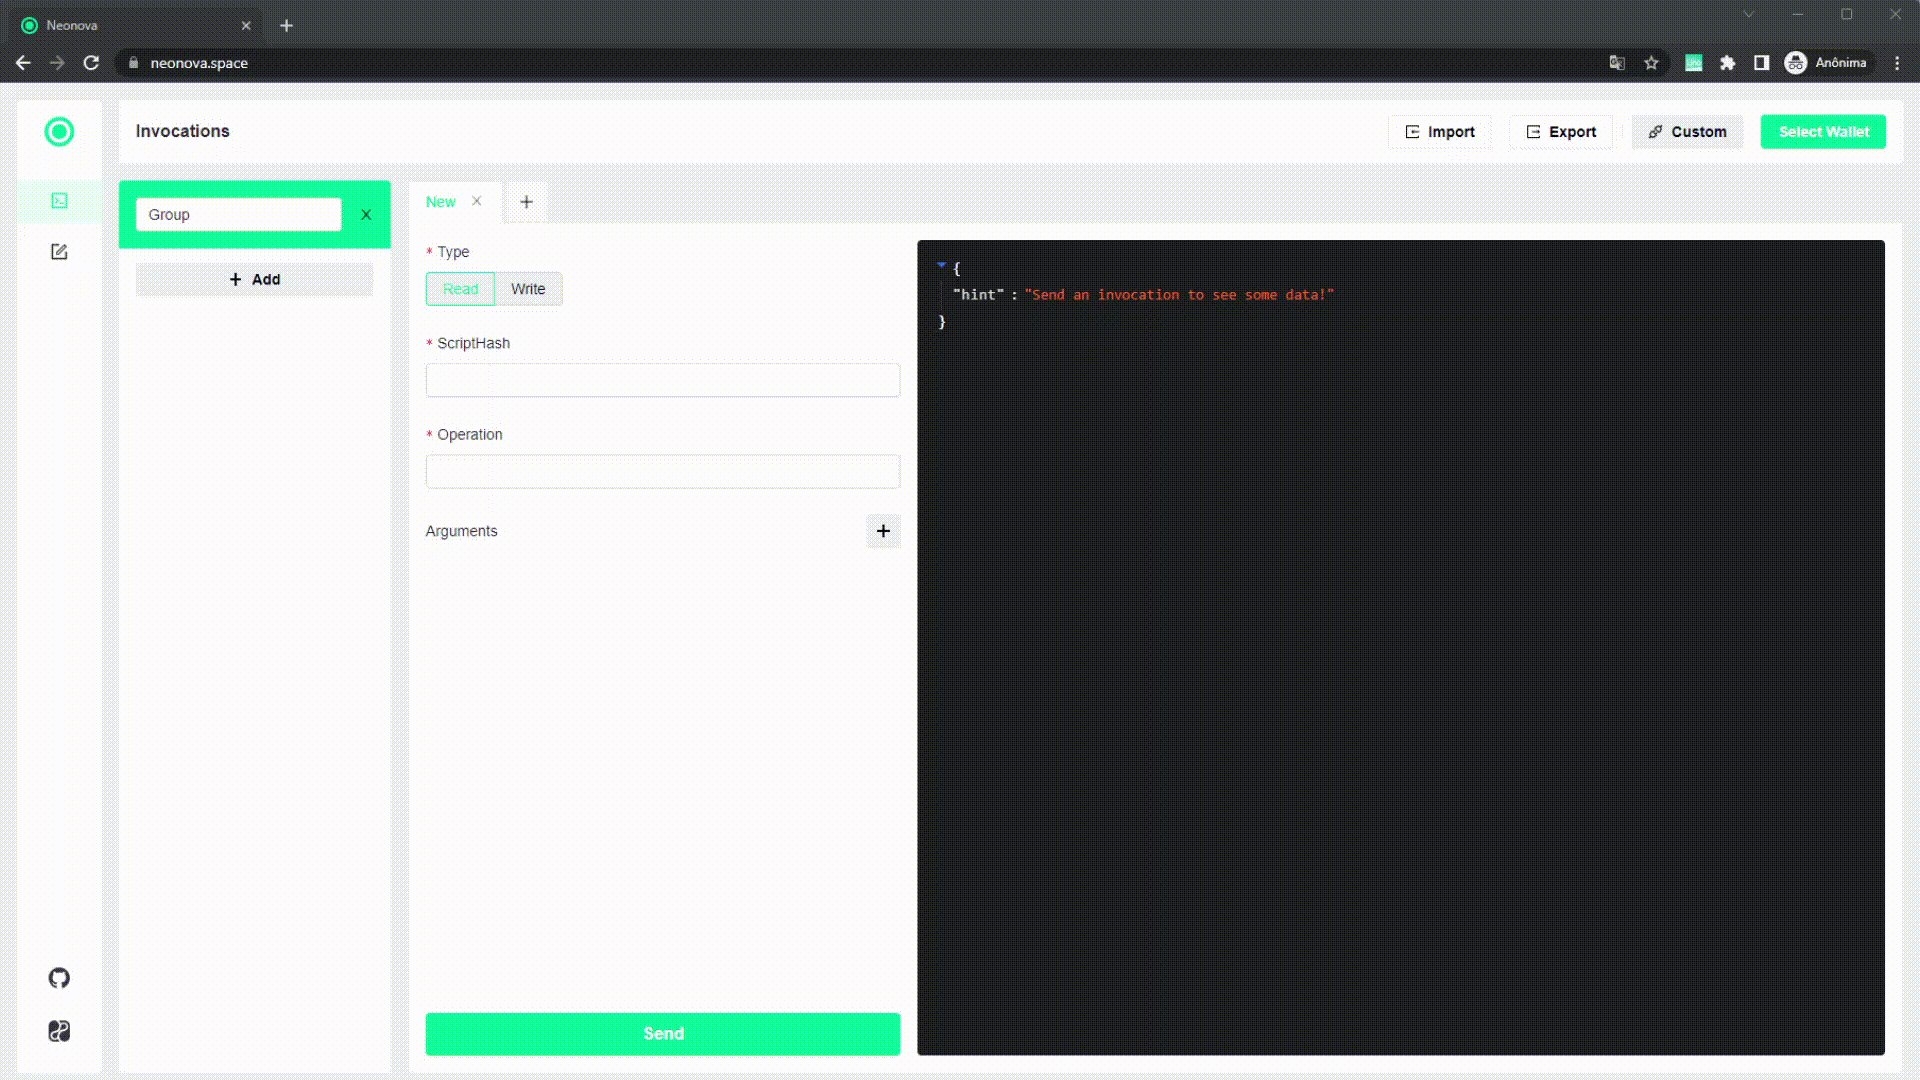 Neonova
neonova.space
Anônima
Invocations
Import
Export
Custom
Select Wallet
Group
X
Add
New
* Type
Read
Write
* ScriptHash
* Operation
Arguments
Send
{
"hint" : "Send an invocation to see some data!"
}